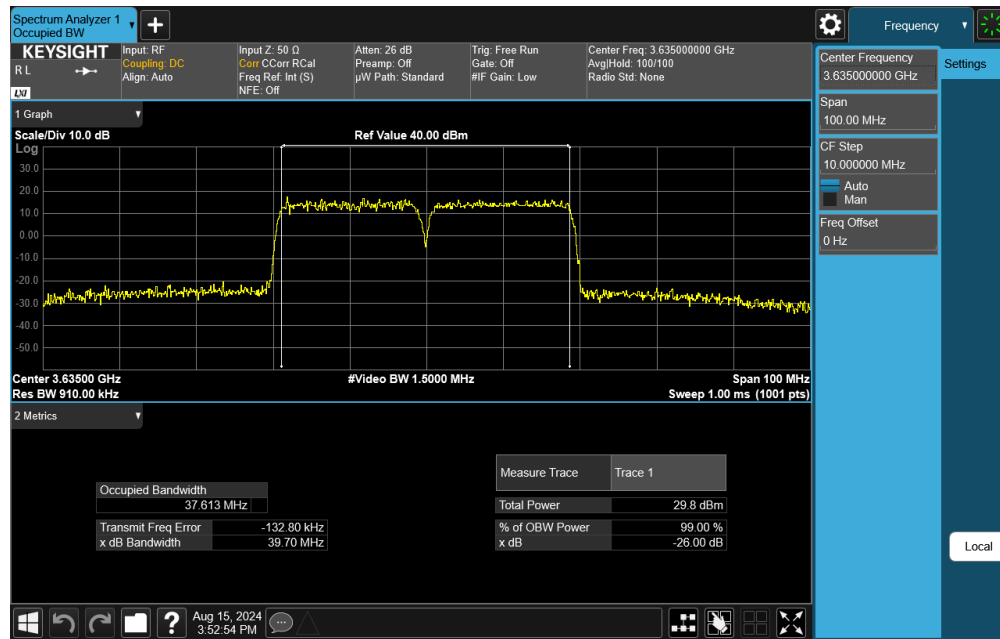 Spectrum Analyzer 1
Occupied BW
Frequency
KEYSIGHT
R L
LXI
Input: RF
Coupling: DC
Align: Auto
Input Z: 50 Ω
Corr CCorr RCal
Freq Ref: Int (S)
NFE: Off
Atten: 26 dB
Preamp: Off
µW Path: Standard
Trig: Free Run
Gate: Off
#IF Gain: Low
Center Freq: 3.635000000 GHz
Avg|Hold: 100/100
Radio Std: None
Center Frequency
3.635000000 GHz
Settings
Span
100.00 MHz
CF Step
10.000000 MHz
Auto
Man
Freq Offset
0 Hz
Local
1 Graph
Scale/Div 10.0 dB
Ref Value 40.00 dBm
Log
30.0
20.0
10.0
0.00
-10.0
-20.0
-30.0
-40.0
-50.0
Center 3.63500 GHz
#Video BW 1.5000 MHz
Span 100 MHz
Res BW 910.00 kHz
Sweep 1.00 ms (1001 pts)
2 Metrics
Occupied Bandwidth
37.613 MHz
Transmit Freq Error -132.80 kHz
x dB Bandwidth 39.70 MHz
Measure Trace Trace 1
Total Power 29.8 dBm
% of OBW Power 99.00 %
x dB -26.00 dB
Aug 15, 2024
3:52:54 PM